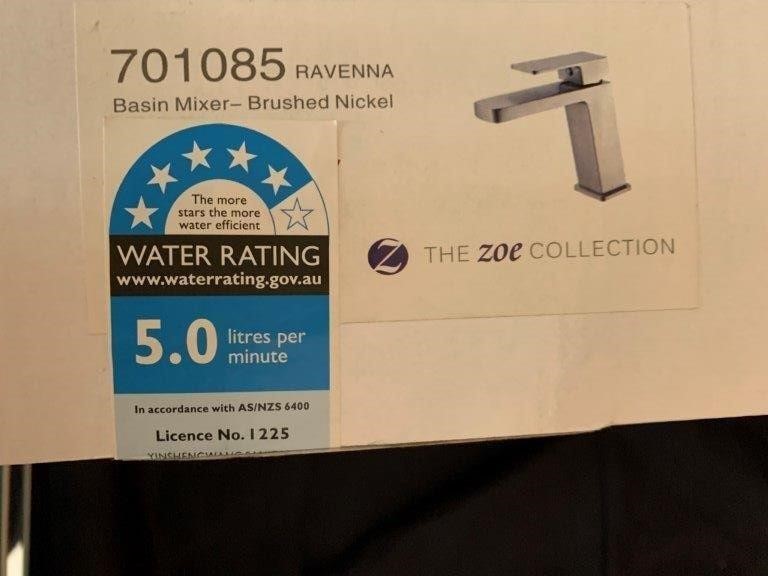 701085 RAVENNA
Basin Mixer– Brushed Nickel
The more
stars the more
water efficient
WATER RATING
www.waterrating.gov.au
5.0 litres per
minute
In accordance with AS/NZS 6400
Licence No. 1225
Z THE zoe COLLECTION